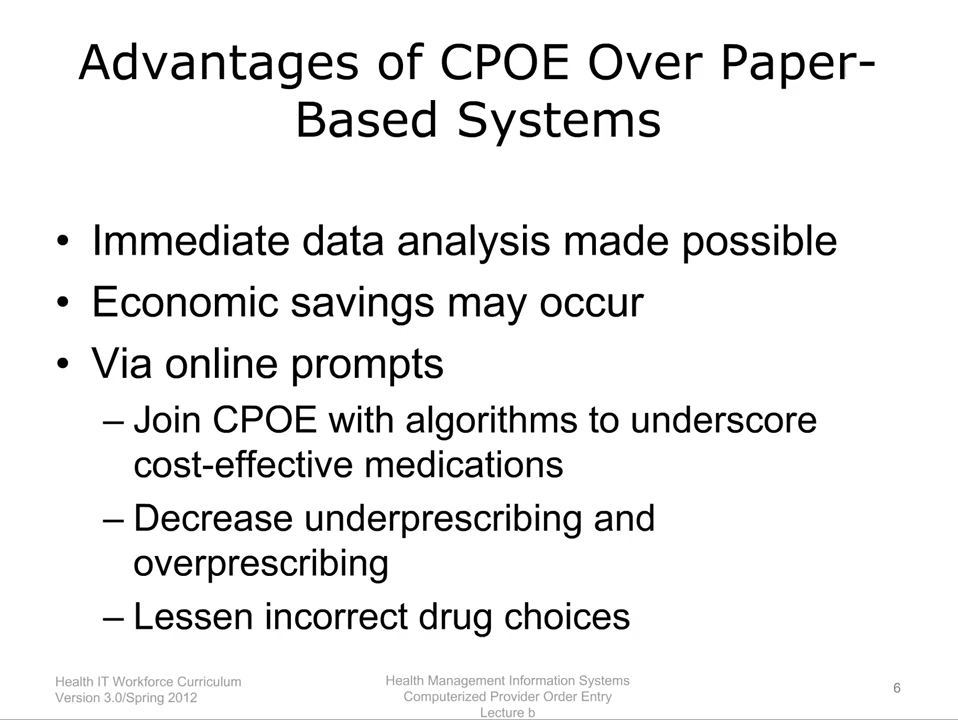 Advantages of CPOE Over Paper-
Based Systems
• Immediate data analysis made possible
• Economic savings may occur
• Via online prompts
– Join CPOE with algorithms to underscore
cost-effective medications
– Decrease underprescribing and
overprescribing
– Lessen incorrect drug choices
Health IT Workforce Curriculum
Version 3.0/Spring 2012
Health Management Information Systems
Computerized Provider Order Entry
Lecture b
6